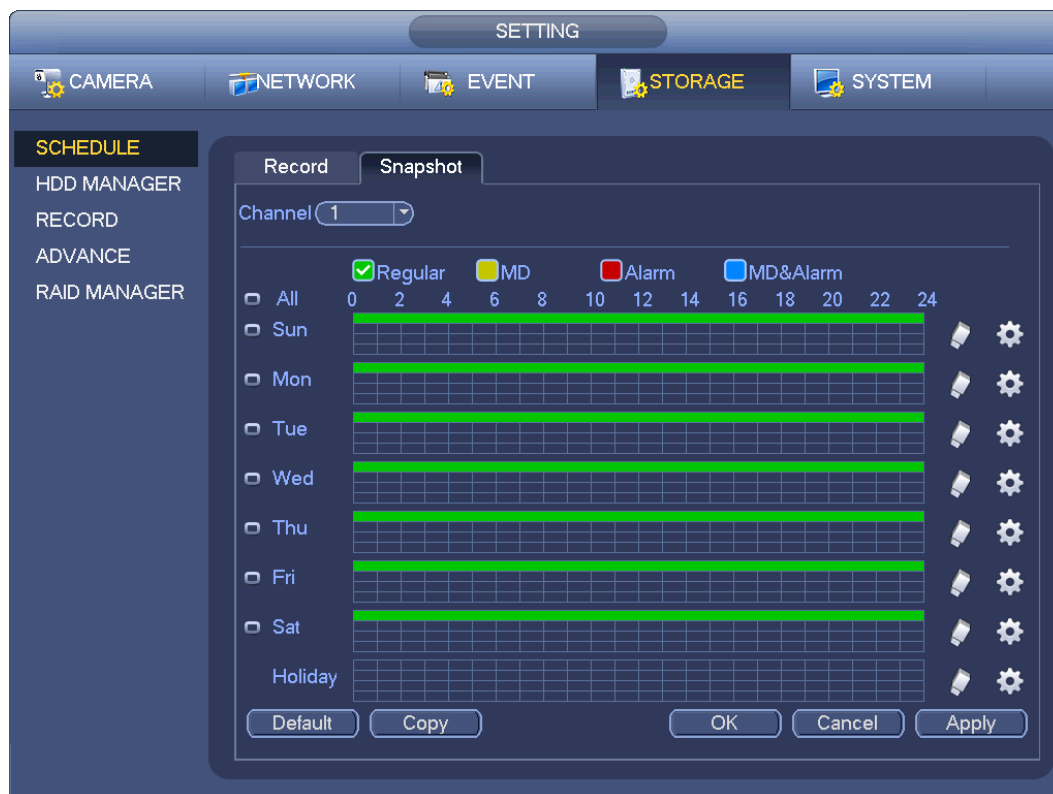 SETTING
CAMERA NETWORK EVENT STORAGE SYSTEM
SCHEDULE
HDD MANAGER
RECORD
ADVANCE
RAID MANAGER
Record Snapshot
Channel 1
Regular MD Alarm MD&Alarm
All 0 2 4 6 8 10 12 14 16 18 20 22 24
Sun
Mon
Tue
Wed
Thu
Fri
Sat
Holiday
Default Copy OK Cancel Apply